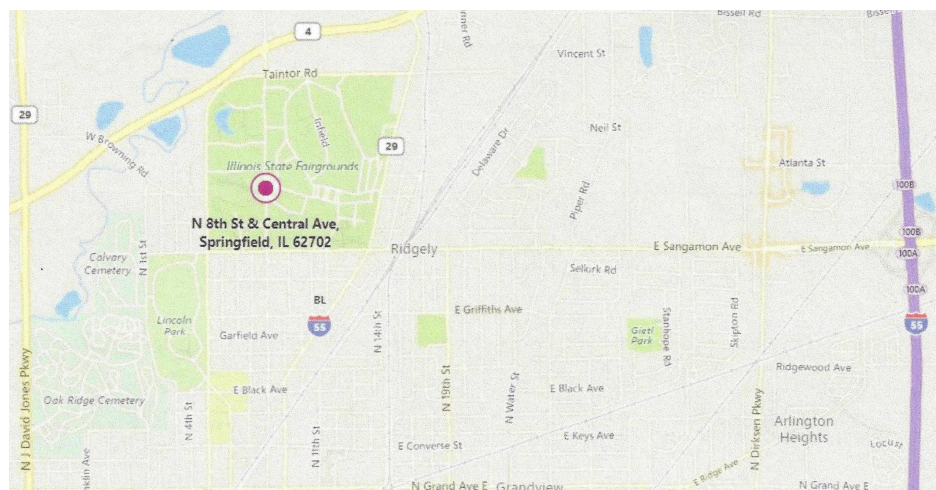 Bissell Rd
4
Vincent St
Taintor Rd
29
Infield
29
Neil St
Delaware Dr
W Browning Rd
Illinois State Fairgrounds
Atlanta St
100B
Piper Rd
N 8th St & Central Ave,
Springfield, IL 62702
100B
Ridgely
E Sangamon Ave
E Sangamon Ave
100A
Calvary
Cemetery
N 1st St
Selkirk Rd
100A
BL
55
E Griffiths Ave
55
Lincoln
Park
Garfield Ave
N 14th St
Gietl
Park
Stanhope Rd
Skipton Rd
N J David Jones Pkwy
Ridgewood Ave
E Black Ave
N 19th St
N Water St
E Black Ave
Oak Ridge Cemetery
N 4th St
N Dirksen Pkwy
Arlington
Heights
N 11th St
E Converse St
E Keys Ave
Locust
E Ridge Ave
N Grand Ave E
Grandview
N Grand Ave E